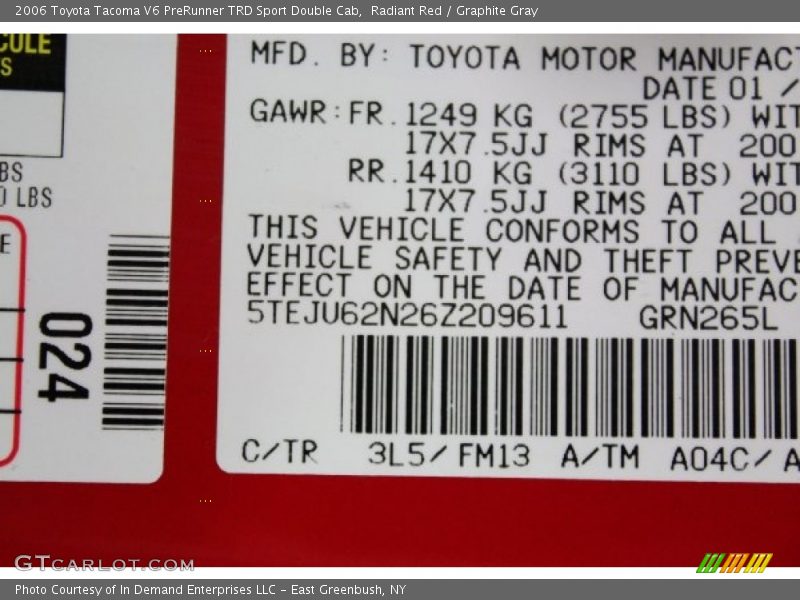 2006 Toyota Tacoma V6 PreRunner TRD Sport Double Cab,  Radiant Red / Graphite Gray
MFD. BY: TOYOTA MOTOR MANUFACT
DATE 01 /
GAWR: FR. 1249 KG (2755 LBS) WIT
17X7.5JJ RIMS AT 200
RR. 1410 KG (3110 LBS) WIT
17X7.5JJ RIMS AT 200
THIS VEHICLE CONFORMS TO ALL
VEHICLE SAFETY AND THEFT PREVE
EFFECT ON THE DATE OF MANUFAC
5TEJU62N26Z209611 GRN265L
C/TR 3L5/FM13 A/TM A04C/A
CULE
S
BS
0 LBS
E
024
GTCARLOT.COM
Photo Courtesy of In Demand Enterprises LLC – East Greenbush, NY